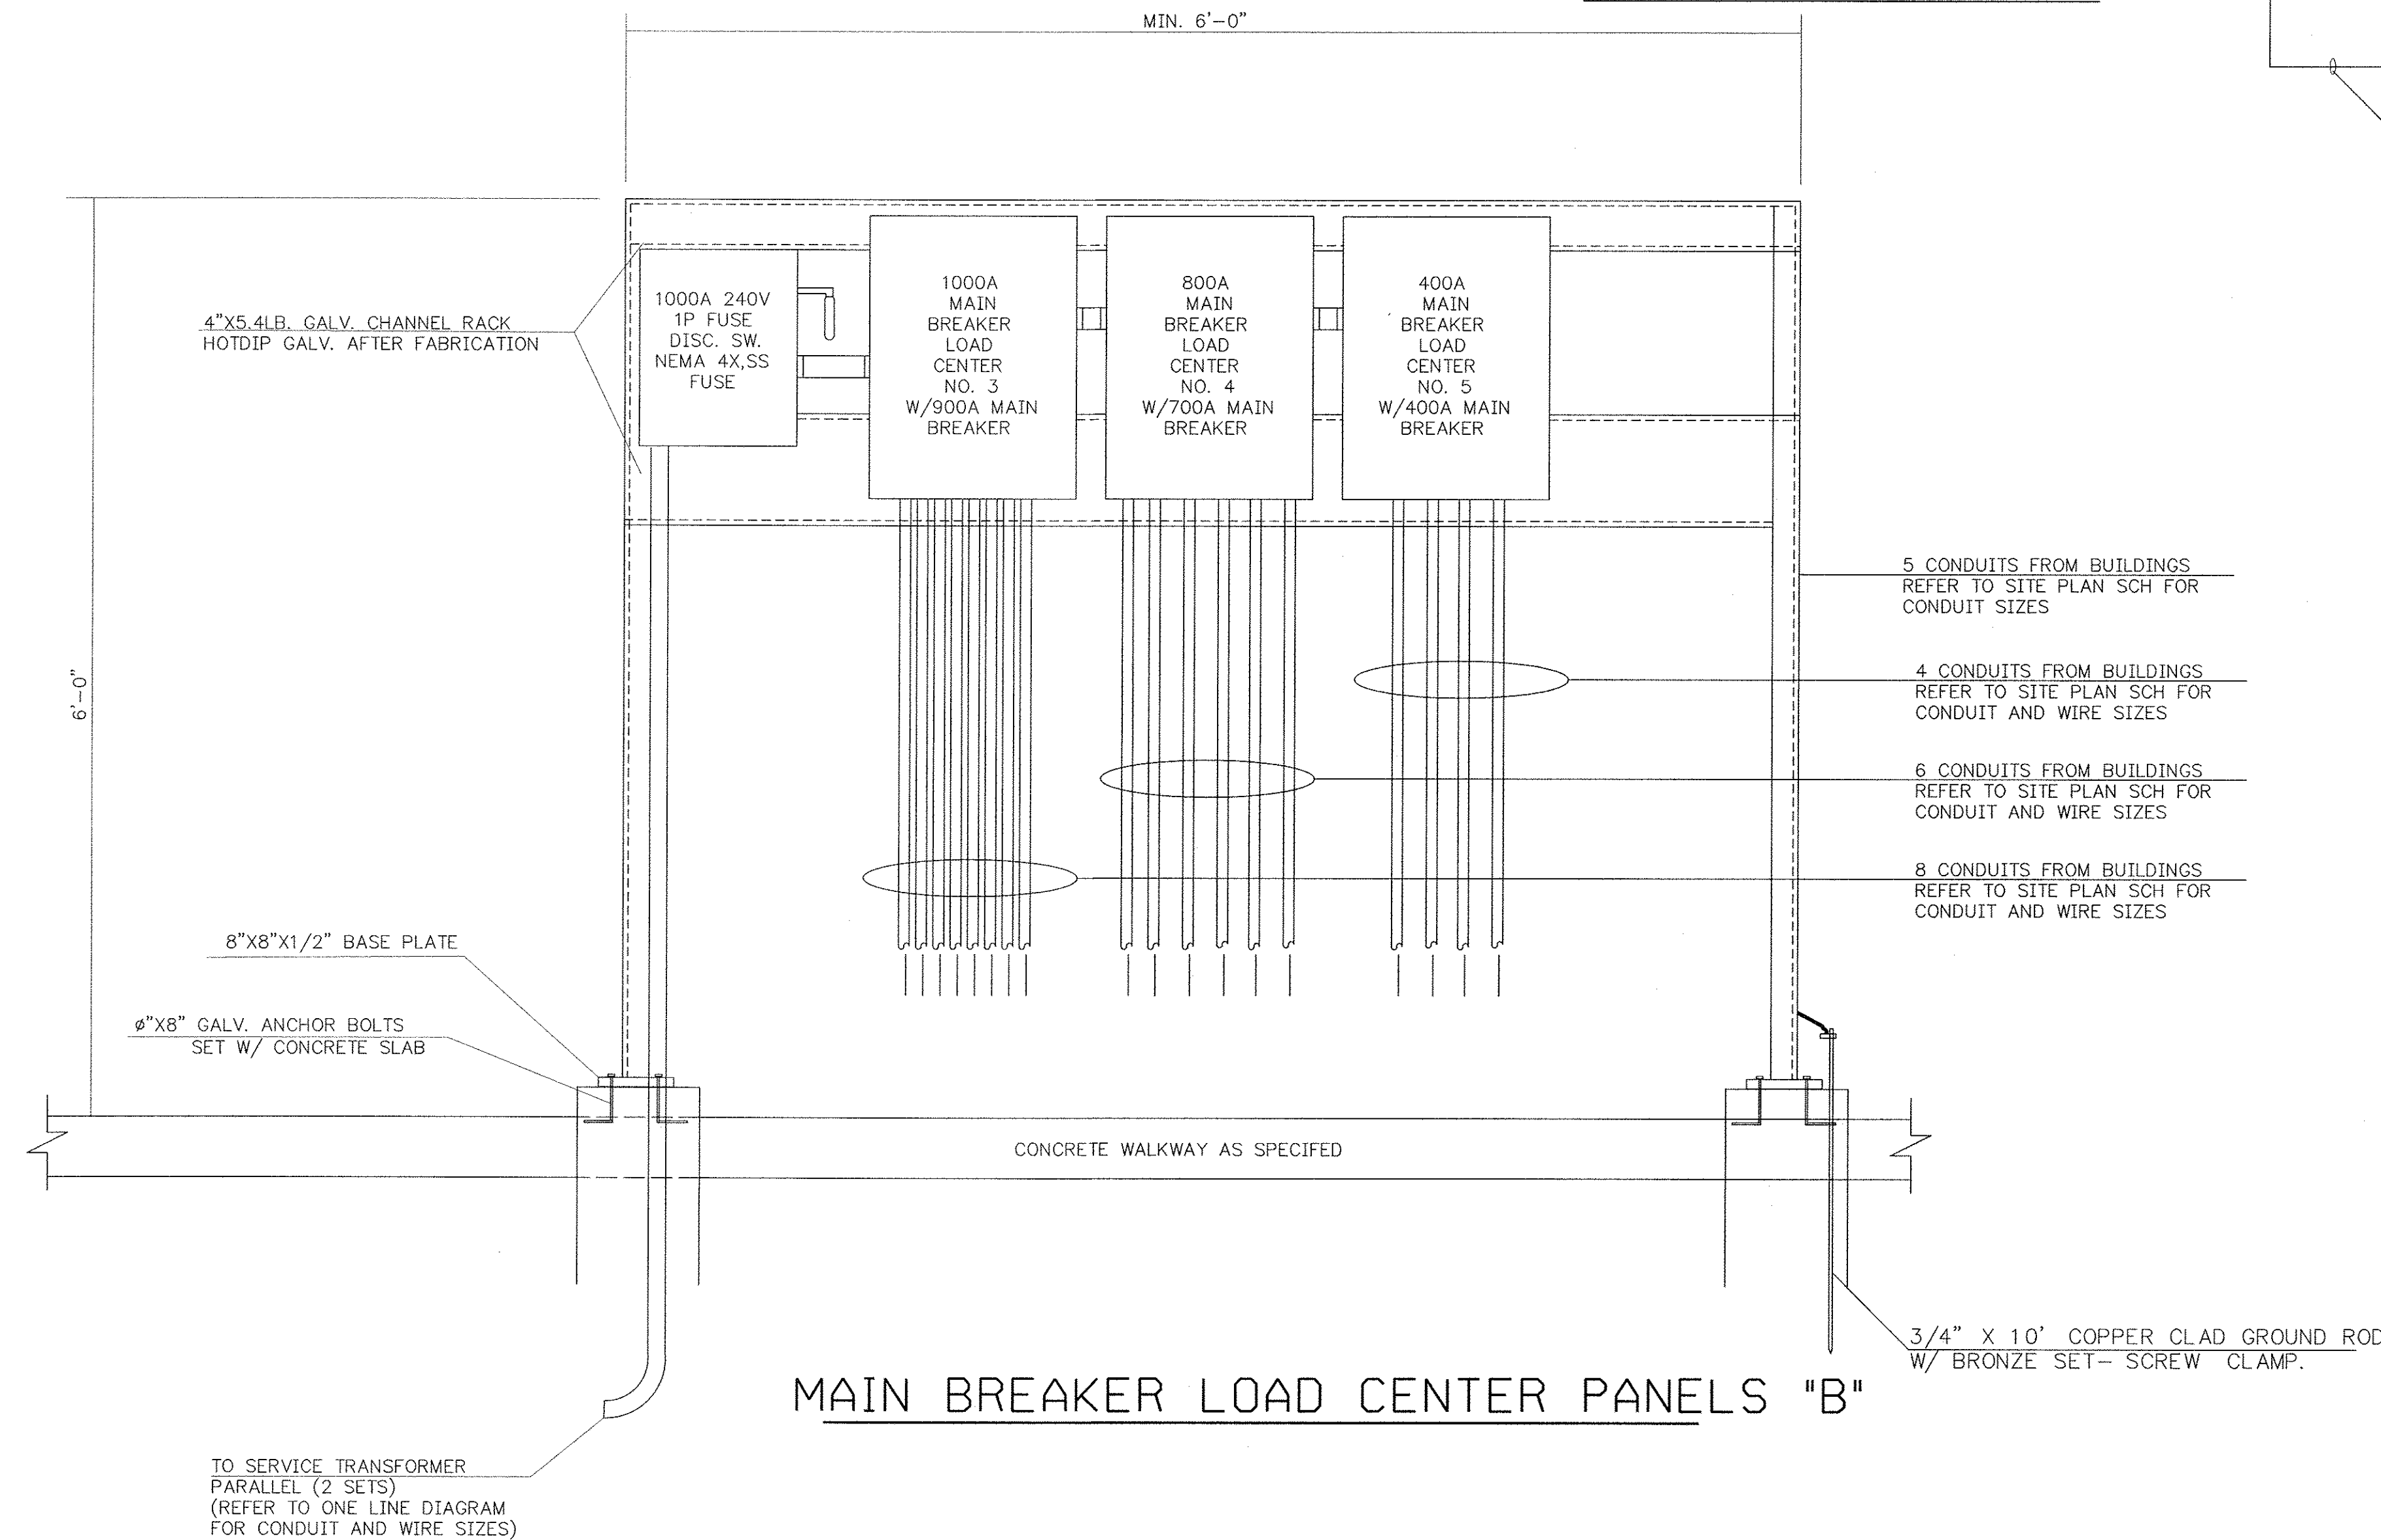 MIN. 6'-0"
1000A 240V
1P FUSE
DISC. SW.
NEMA 4X,SS
FUSE
1000A
MAIN
BREAKER
LOAD
CENTER
NO. 3
W/900A MAIN
BREAKER
800A
MAIN
BREAKER
LOAD
CENTER
NO. 4
W/700A MAIN
BREAKER
400A
MAIN
BREAKER
LOAD
CENTER
NO. 5
W/400A MAIN
BREAKER
4"X5.4LB. GALV. CHANNEL RACK
HOTDIP GALV. AFTER FABRICATION
6'-0"
5 CONDUITS FROM BUILDINGS
REFER TO SITE PLAN SCH FOR
CONDUIT SIZES
4 CONDUITS FROM BUILDINGS
REFER TO SITE PLAN SCH FOR
CONDUIT AND WIRE SIZES
6 CONDUITS FROM BUILDINGS
REFER TO SITE PLAN SCH FOR
CONDUIT AND WIRE SIZES
8 CONDUITS FROM BUILDINGS
REFER TO SITE PLAN SCH FOR
CONDUIT AND WIRE SIZES
8"X8"X1/2" BASE PLATE
ø"X8" GALV. ANCHOR BOLTS
SET W/ CONCRETE SLAB
CONCRETE WALKWAY AS SPECIFED
3/4" X 10' COPPER CLAD GROUND ROD
W/ BRONZE SET- SCREW CLAMP.
MAIN BREAKER LOAD CENTER PANELS "B"
TO SERVICE TRANSFORMER
PARALLEL (2 SETS)
(REFER TO ONE LINE DIAGRAM
FOR CONDUIT AND WIRE SIZES)